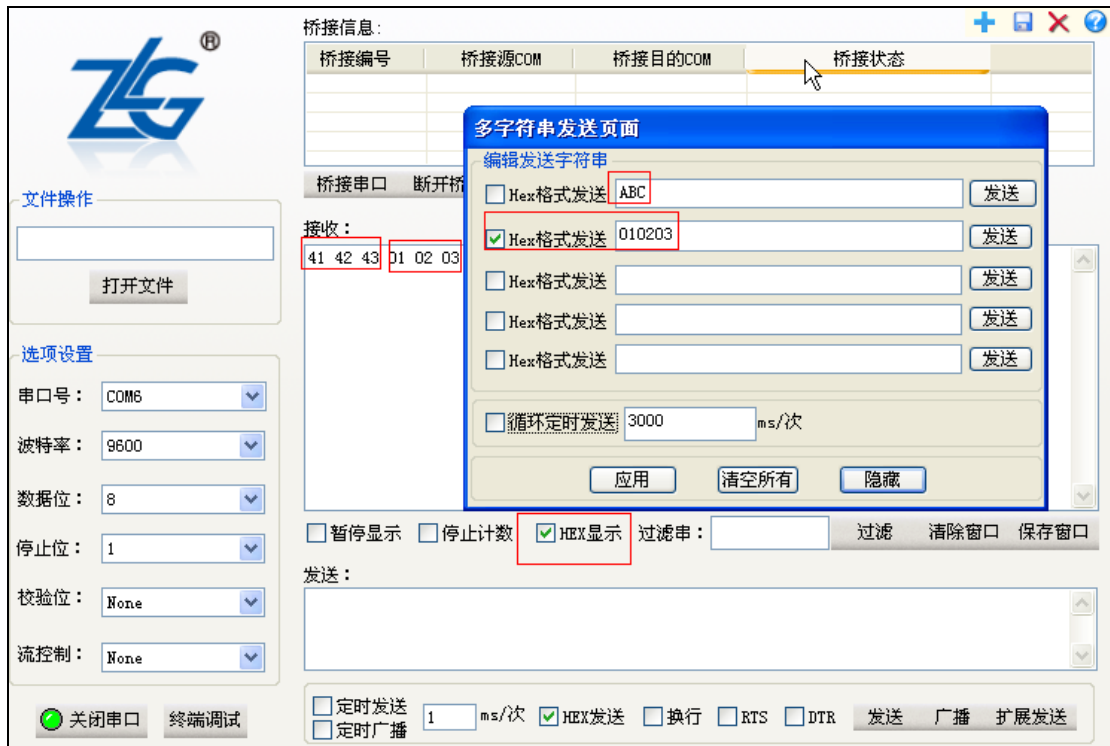 ZLG®
桥接信息:
桥接编号 桥接源COM 桥接目的COM 桥接状态
桥接串口 断开桥
多字符串发送页面
编辑发送字符串
Hex格式发送 ABC 发送
Hex格式发送 010203 发送
Hex格式发送 发送
Hex格式发送 发送
Hex格式发送 发送
循环定时发送 3000 ms/次
应用 清空所有 隐藏
文件操作
打开文件
接收：
41 42 43 01 02 03
选项设置
串口号： COM6
波特率： 9600
数据位： 8
停止位： 1
校验位： None
流控制： None
关闭串口 终端调试
暂停显示 停止计数 HEX显示 过滤串： 过滤 清除窗口 保存窗口
发送：
定时发送
定时广播
1 ms/次 HEX发送 换行 RTS DTR 发送 广播 扩展发送